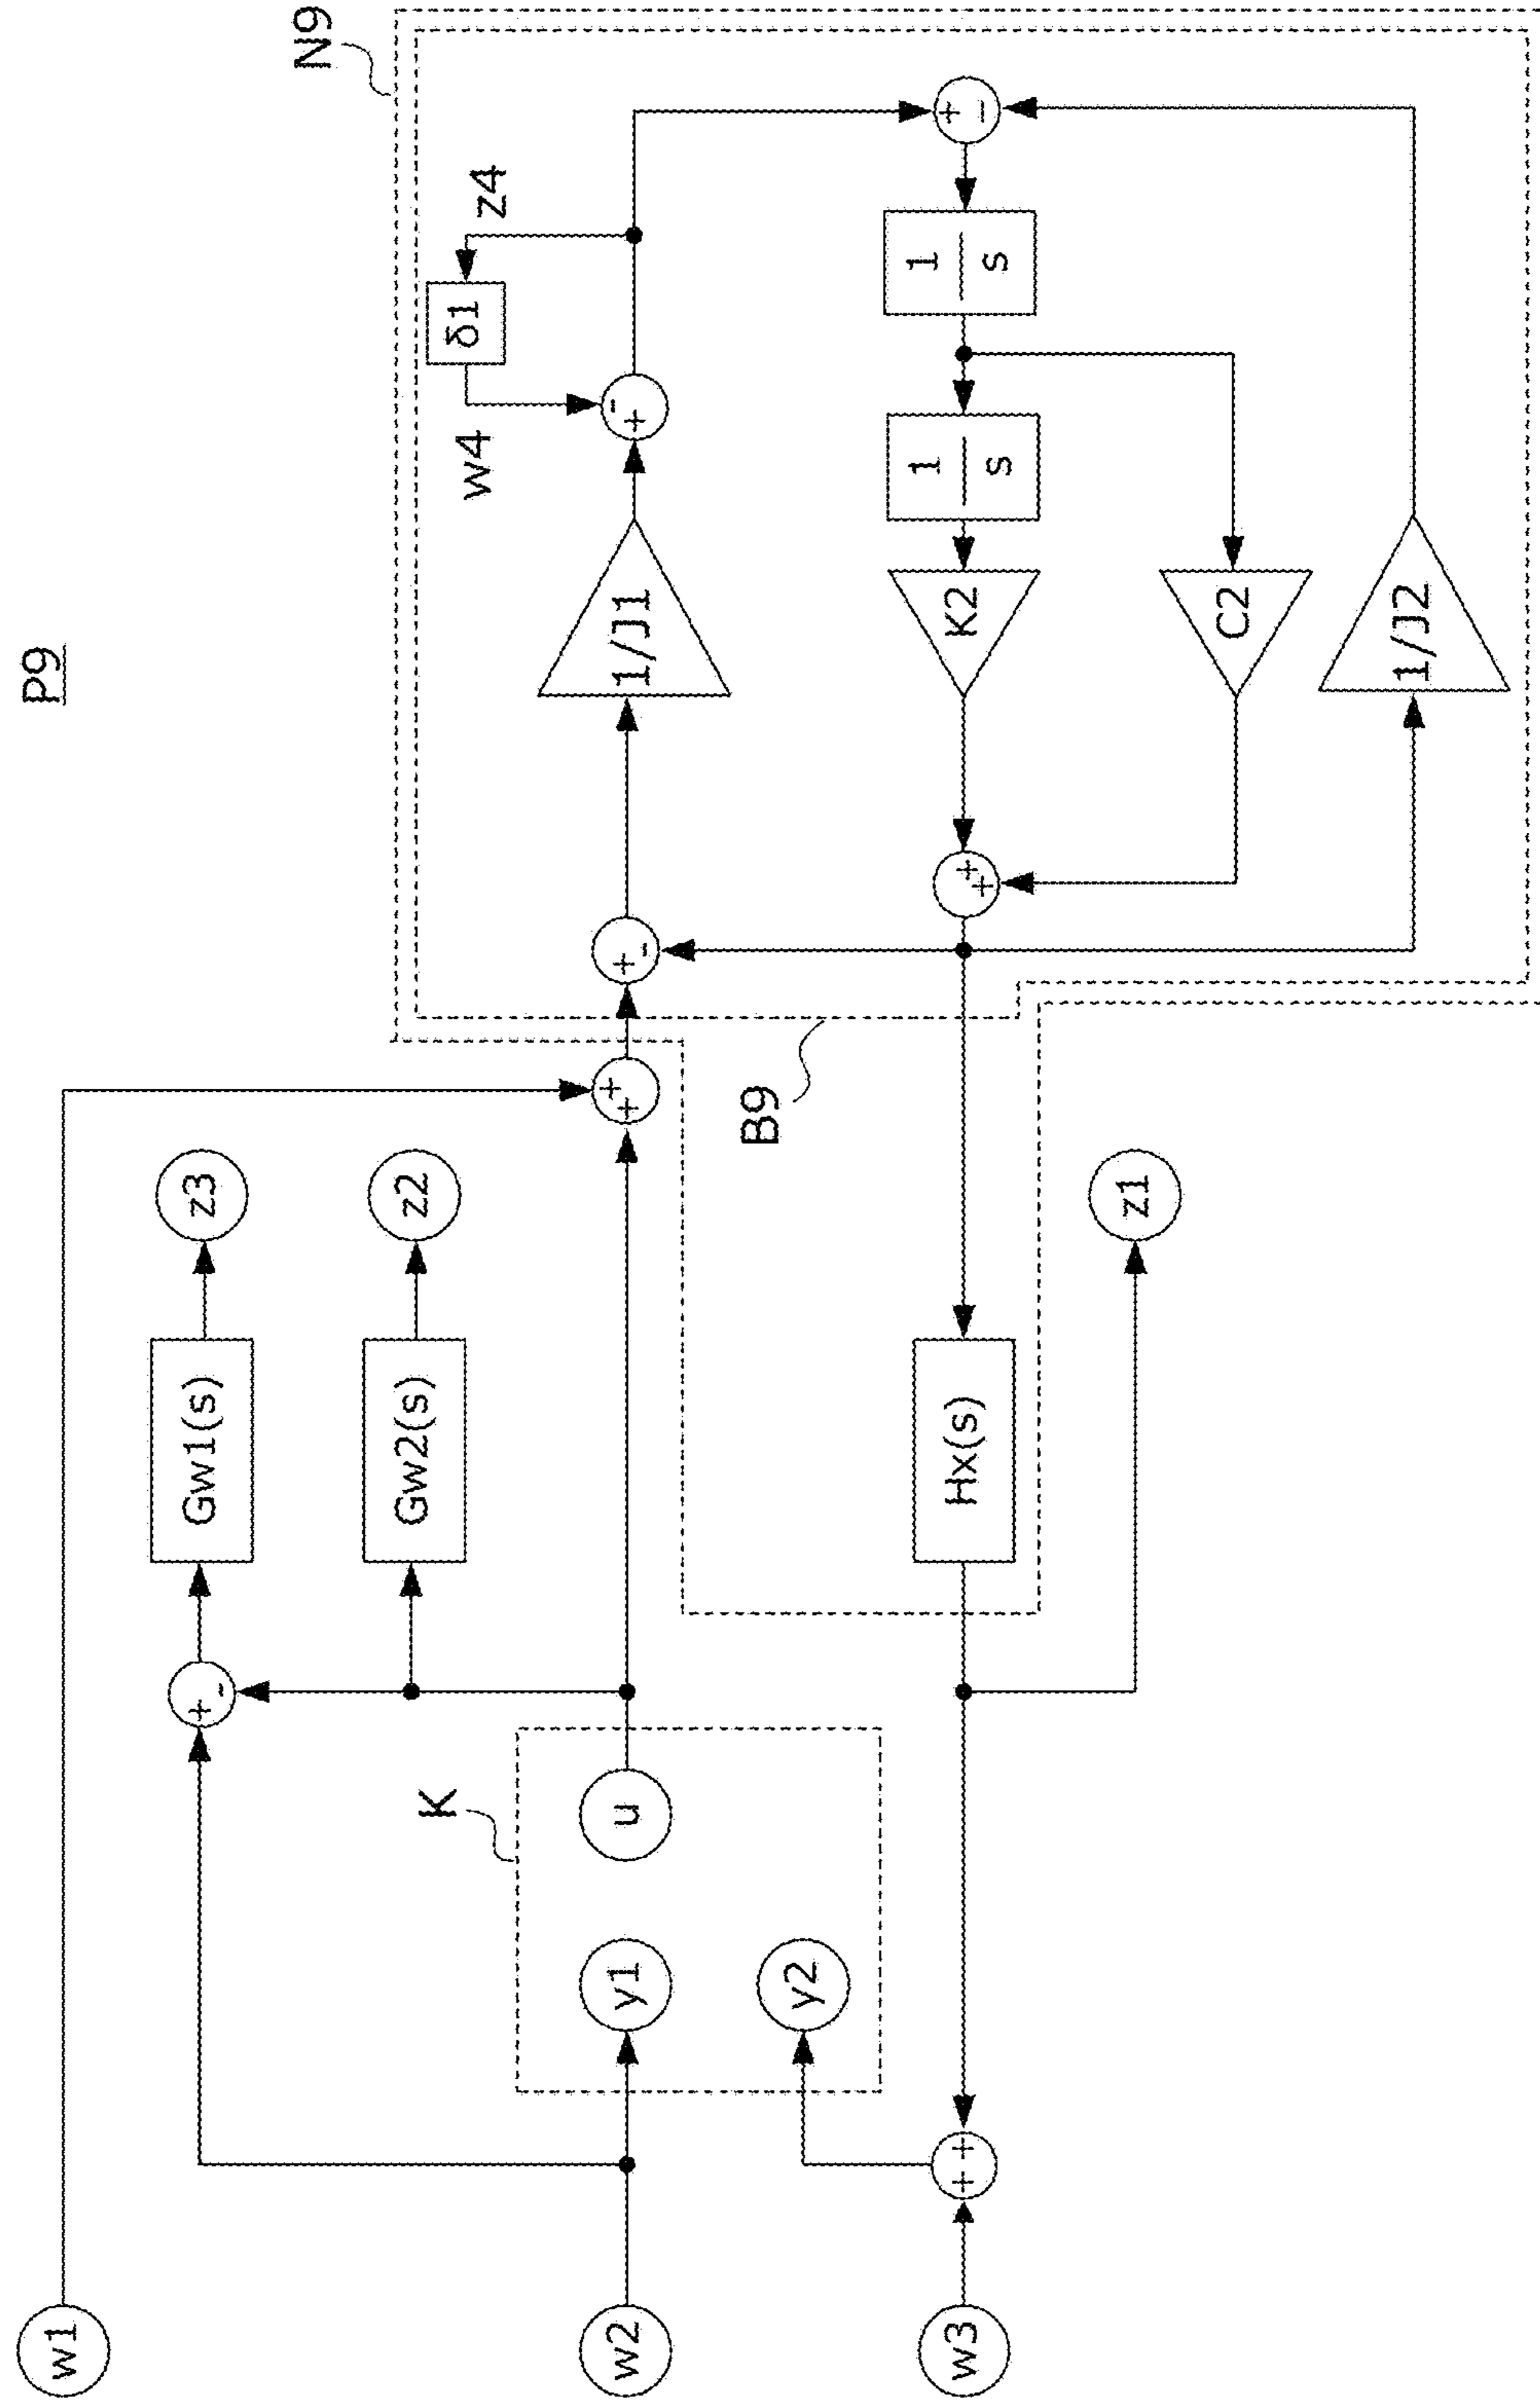 P9
N9
w1
z3
Gw1(s)
+
-
z2
Gw2(s)
K
u
y1
y2
w2
+
+
+
-
1/J1
w4
z4
δ1
-
+
+
-
1
s
1
s
K2
C2
1/J2
+
+
B9
Hx(s)
z1
+
+
w3